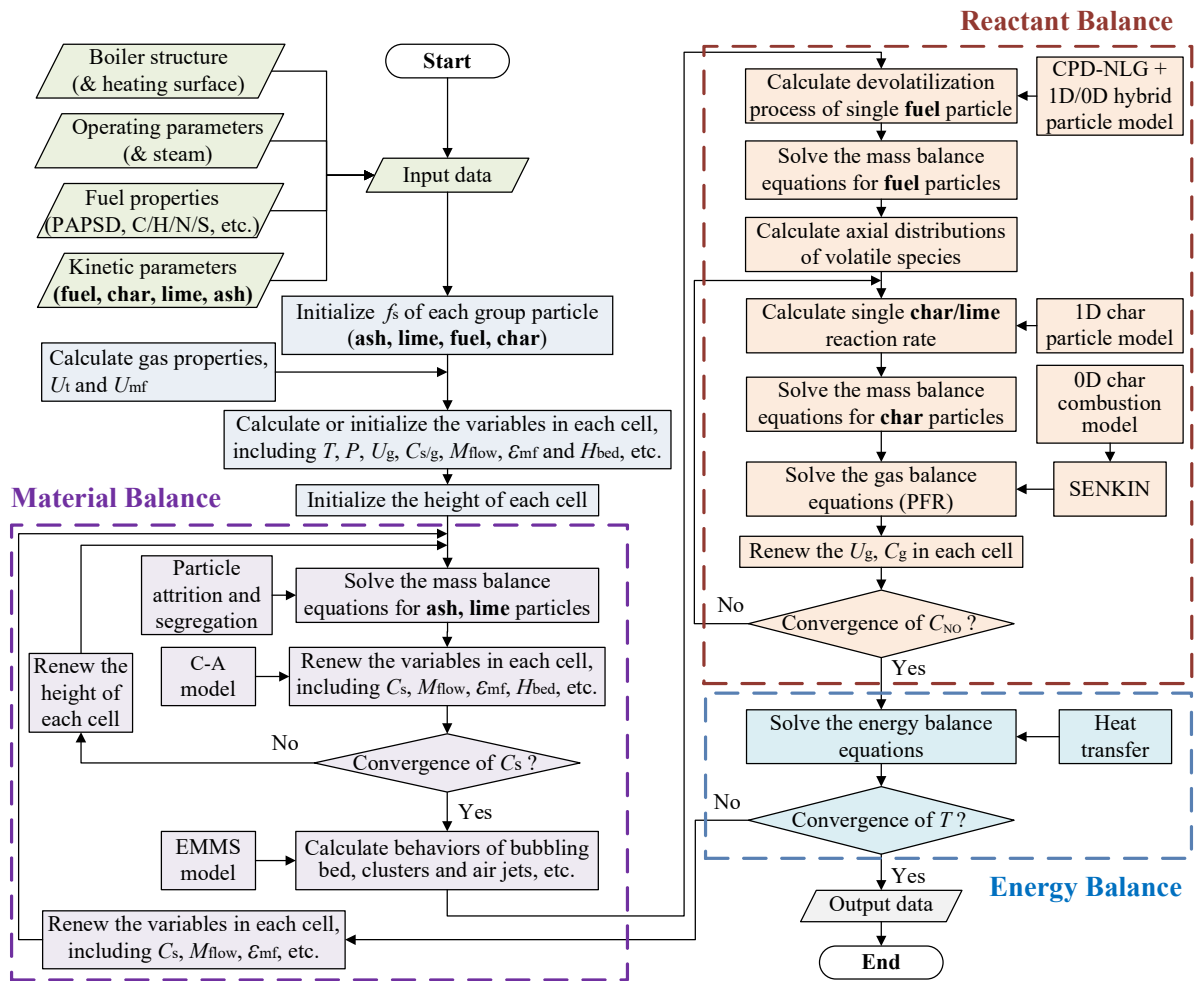 Boiler structure
(& heating surface)
Operating parameters
(& steam)
Fuel properties
(PAPSD, C/H/N/S, etc.)
Kinetic parameters
(fuel, char, lime, ash)
Start
Input data
Initialize fs of each group particle
(ash, lime, fuel, char)
Calculate gas properties,
Ut and Umf
Calculate or initialize the variables in each cell,
including T, P, Ug, Cs/g, Mflow, εmf and Hbed, etc.
Initialize the height of each cell
Material Balance
Particle
attrition and
segregation
Solve the mass balance
equations for ash, lime particles
Renew the
height of
each cell
C-A
model
Renew the variables in each cell,
including Cs, Mflow, εmf, Hbed, etc.
No
Convergence of Cs ?
Yes
EMMS
model
Calculate behaviors of bubbling
bed, clusters and air jets, etc.
Renew the variables in each cell,
including Cs, Mflow, εmf, etc.
Reactant Balance
Calculate devolatilization
process of single fuel particle
CPD-NLG +
1D/0D hybrid
particle model
Solve the mass balance
equations for fuel particles
Calculate axial distributions
of volatile species
Calculate single char/lime
reaction rate
1D char
particle model
Solve the mass balance
equations for char particles
0D char
combustion
model
Solve the gas balance
equations (PFR)
SENKIN
Renew the Ug, Cg in each cell
No
Convergence of CNO ?
Yes
Solve the energy balance
equations
Heat
transfer
No
Convergence of T ?
Yes
Energy Balance
Output data
End